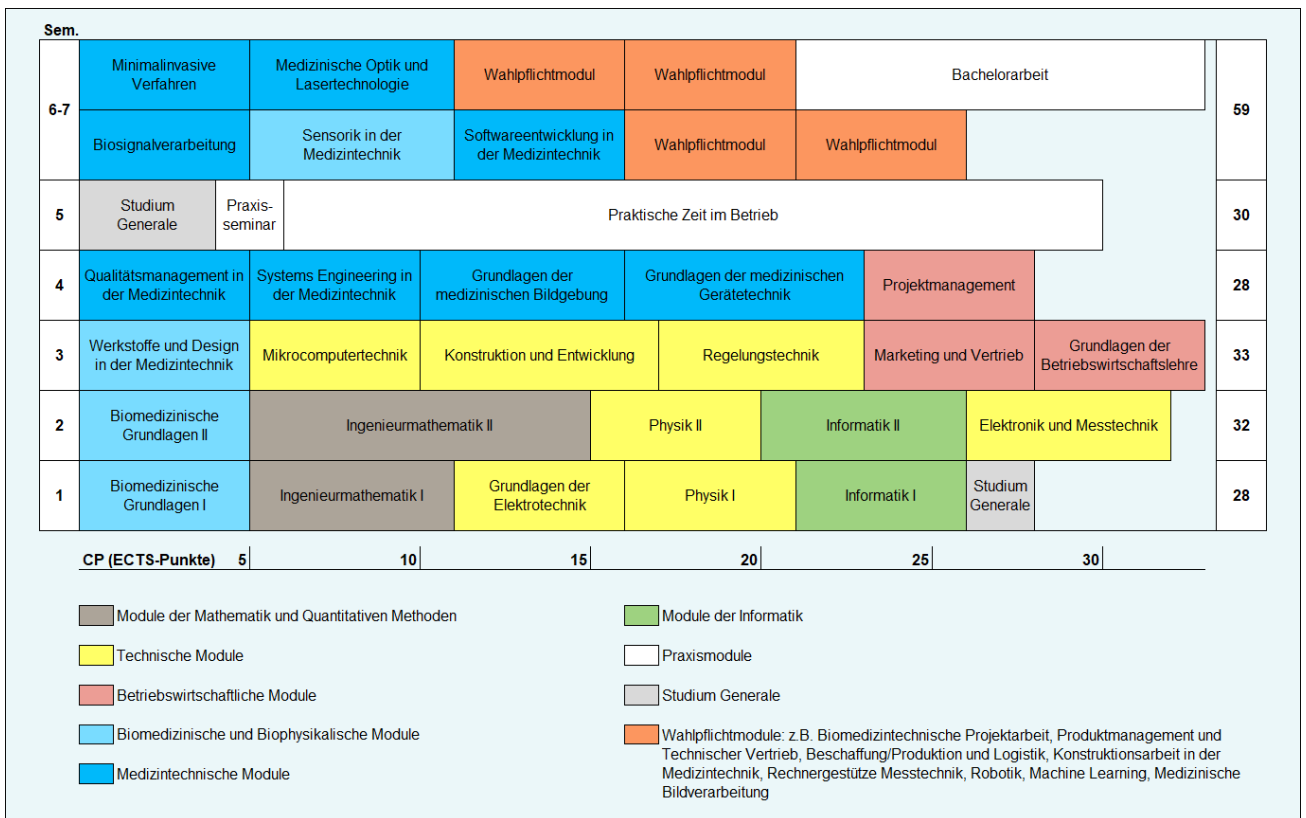 Sem.
6-7
Minimalinvasive
Verfahren
Medizinische Optik und
Lasertechnologie
Wahlpflichtmodul
Wahlpflichtmodul
Bachelorarbeit
59
Biosignalverarbeitung
Sensorik in der
Medizintechnik
Softwareentwicklung in
der Medizintechnik
Wahlpflichtmodul
Wahlpflichtmodul
5
Studium
Generale
Praxis-
seminar
Praktische Zeit im Betrieb
30
4
Qualitätsmanagement in
der Medizintechnik
Systems Engineering in
der Medizintechnik
Grundlagen der
medizinischen Bildgebung
Grundlagen der medizinischen
Gerätetechnik
Projektmanagement
28
3
Werkstoffe und Design
in der Medizintechnik
Mikrocomputertechnik
Konstruktion und Entwicklung
Regelungstechnik
Marketing und Vertrieb
Grundlagen der
Betriebswirtschaftslehre
33
2
Biomedizinische
Grundlagen II
Ingenieurmathematik II
Physik II
Informatik II
Elektronik und Messtechnik
32
1
Biomedizinische
Grundlagen I
Ingenieurmathematik I
Grundlagen der
Elektrotechnik
Physik I
Informatik I
Studium
Generale
28
CP (ECTS-Punkte) 5 10 15 20 25 30
Module der Mathematik und Quantitativen Methoden
Technische Module
Betriebswirtschaftliche Module
Biomedizinische und Biophysikalische Module
Medizintechnische Module
Module der Informatik
Praxismodule
Studium Generale
Wahlpflichtmodule: z.B. Biomedizintechnische Projektarbeit, Produktmanagement und
Technischer Vertrieb, Beschaffung/Produktion und Logistik, Konstruktionsarbeit in der
Medizintechnik, Rechnergestütze Messtechnik, Robotik, Machine Learning, Medizinische
Bildverarbeitung